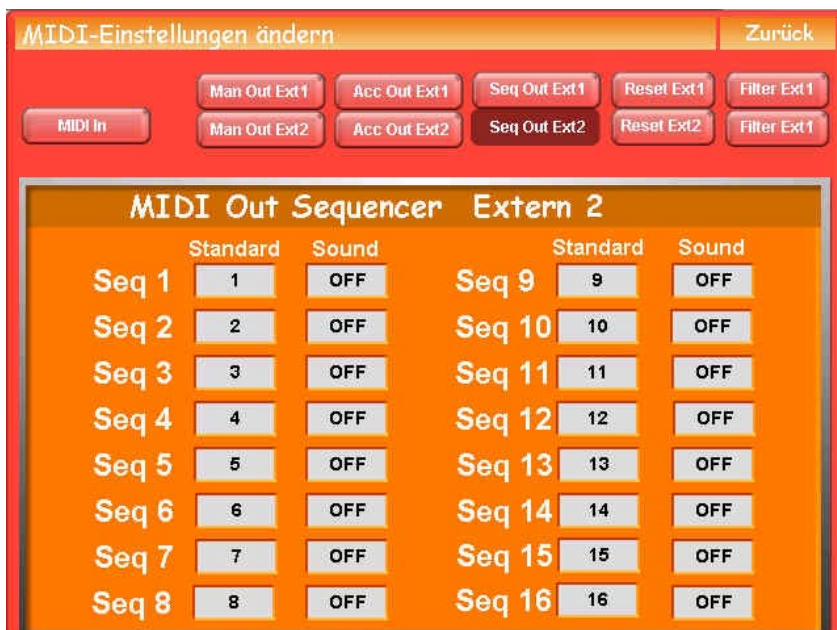 MIDI-Einstellungen ändern Zurück
Man Out Ext1 Acc Out Ext1 Seq Out Ext1 Reset Ext1 Filter Ext1
MIDI In Man Out Ext2 Acc Out Ext2 Seq Out Ext2 Reset Ext2 Filter Ext1
MIDI Out Sequencer Extern 2
Standard Sound Standard Sound
Seq 1 1 OFF Seq 9 9 OFF
Seq 2 2 OFF Seq 10 10 OFF
Seq 3 3 OFF Seq 11 11 OFF
Seq 4 4 OFF Seq 12 12 OFF
Seq 5 5 OFF Seq 13 13 OFF
Seq 6 6 OFF Seq 14 14 OFF
Seq 7 7 OFF Seq 15 15 OFF
Seq 8 8 OFF Seq 16 16 OFF